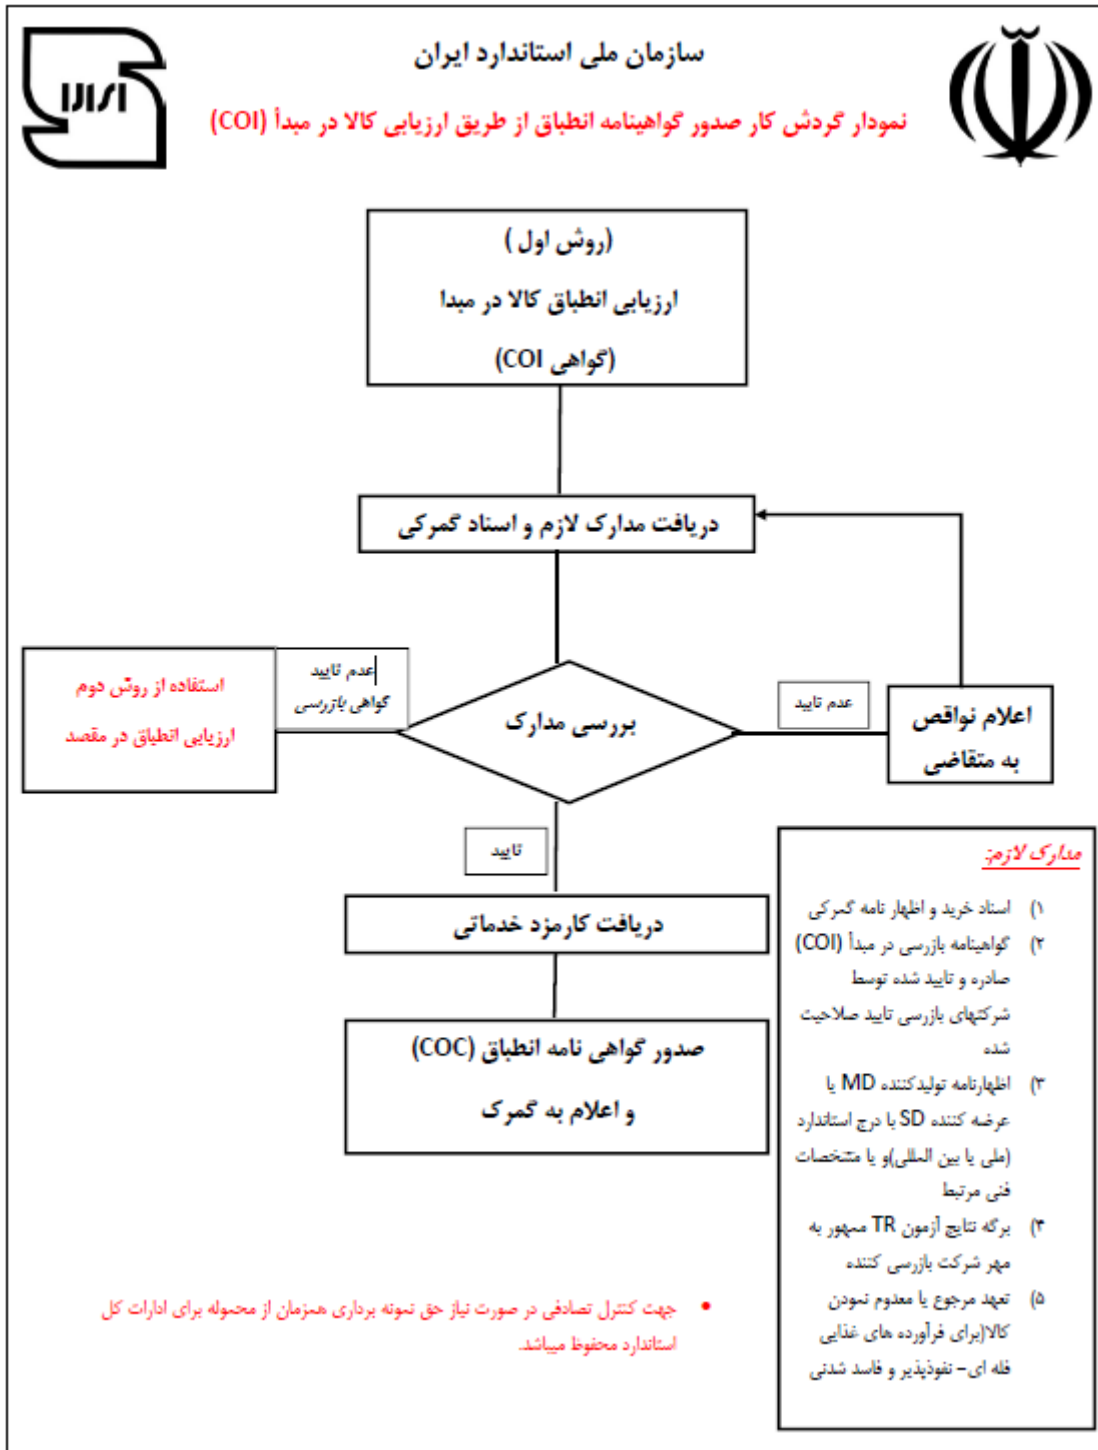 سازمان ملی استاندارد ایران
نمودار گردش کار صدور گواهینامه انطباق از طریق ارزیابی کالا در مبدأ (COI)
(روش اول )
ارزیابی انطباق کالا در مبدا
(گواهی COI)
دریافت مدارک لازم و اسناد گمرکی
استفاده از روش دوم
ارزیابی انطباق در مقصد
عدم تایید
گواهی بازرسی
بررسی مدارک
عدم تایید
اعلام نواقص
به متقاضی
تایید
دریافت کارمزد خدماتی
صدور گواهی نامه انطباق (COC)
و اعلام به گمرک
مدارک لازم:
۱) اسناد خرید و اظهار نامه گمرکی
۲) گواهینامه بازرسی در مبدأ (COI)
صادره و تایید شده توسط
شرکتهای بازرسی تایید صلاحیت
شده
۳) اظهارنامه تولیدکننده MD یا
عرضه کننده SD با درج استاندارد
(ملی یا بین المللی)و یا مشخصات
فنی مرتبط
۴) برگه نتایج آزمون TR ممهور به
مهر شرکت بازرسی کننده
۵) تعهد مرجوع یا معدوم نمودن
کالا(برای فرآورده های غذایی
فله ای- نفوذپذیر و فاسد شدنی
• جهت کنترل تصادفی در صورت نیاز حق نمونه برداری همزمان از محموله برای ادارات کل
استاندارد محفوظ میباشد.